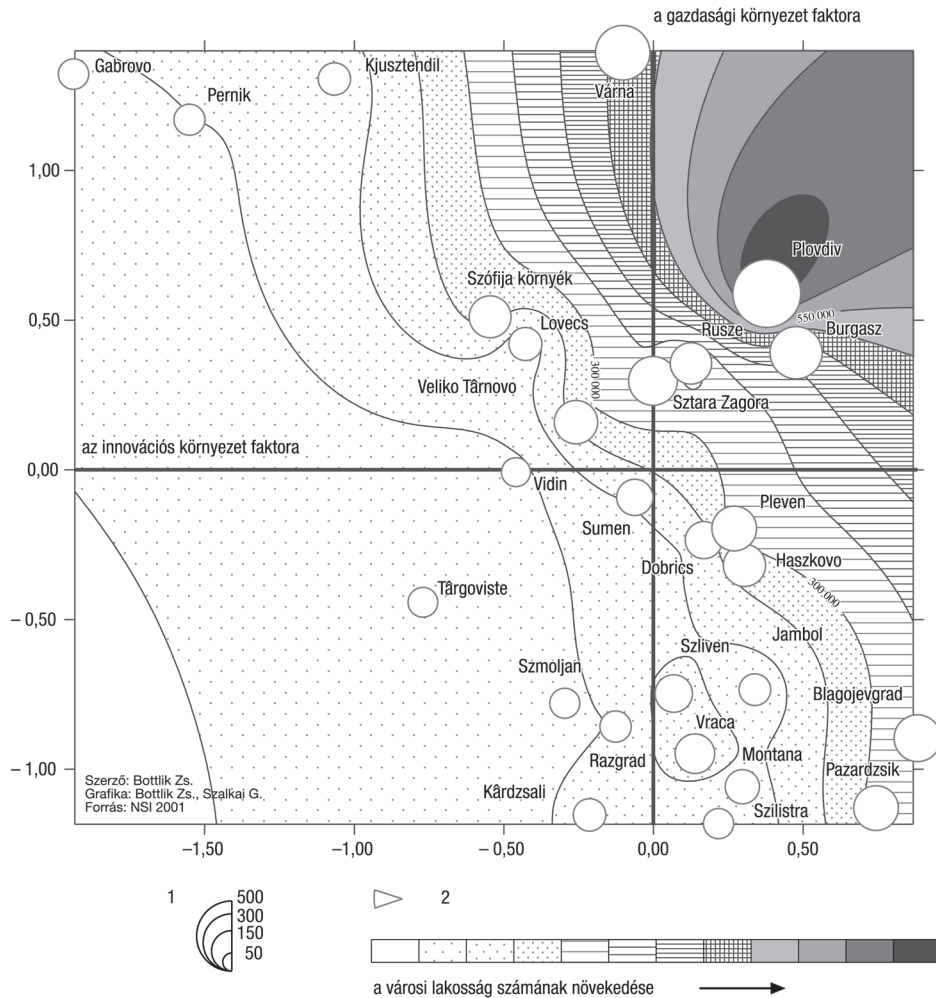 a gazdasági környezet faktora
Gabrovo
Kjusztendil
Várna
Pernik
1,00
Plovdiv
Szófija környék
0,50
550 000
Lovecs
Rusze
Burgasz
300 000
Veliko Târnovo
Sztara Zagora
az innovációs környezet faktora
0,00
Vidin
Pleven
Sumen
Dobrics
Haszkovo
300 000
Târgoviste
– 0,50
Jambol
Szliven
Szmoljan
Blagojevgrad
Vraca
Razgrad
Montana
– 1,00
Pazardzsik
Szerző: Bottlik Zs.
Grafika: Bottlik Zs., Szalkai G.
Forrás: NSI 2001
Kârdzsali
Szilistra
–1,50
–1,00
– 0,50
0,00
0,50
1
500
300
150
50
2
a városi lakosság számának növekedése